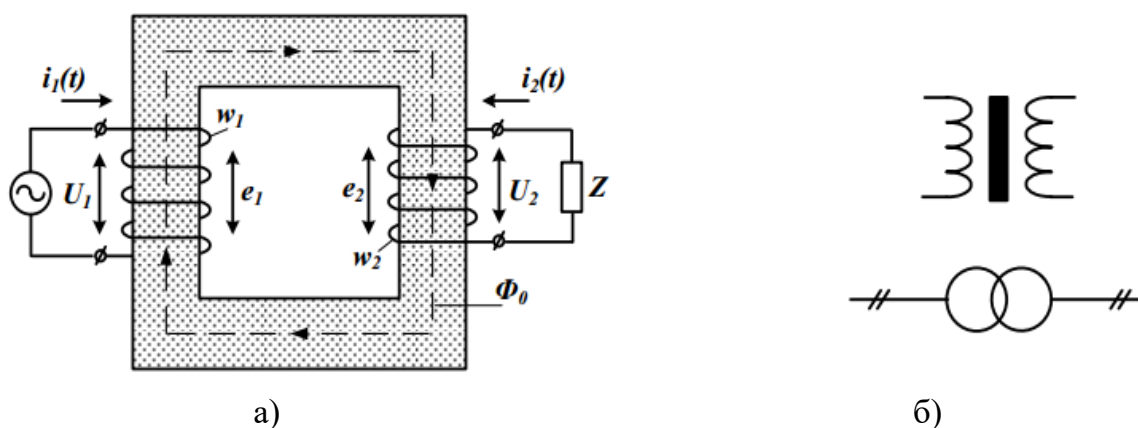 i₁(t)
i₂(t)
w₁
U₁
e₁
e₂
U₂
Z
w₂
Φ₀
а)
б)